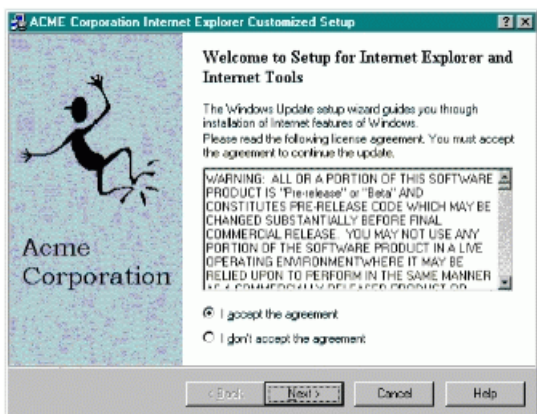 ACME Corporation Internet Explorer Customized Setup
Welcome to Setup for Internet Explorer and
Internet Tools
The Windows Update setup wizard guides you through
installation of Internet features of Windows.
Please read the following license agreement. You must accept
the agreement to continue the update.
WARNING: ALL OR A PORTION OF THIS SOFTWARE
PRODUCT IS "Pre-release" or "Beta" AND
CONSTITUTES PRE-RELEASE CODE WHICH MAY BE
CHANGED SUBSTANTIALLY BEFORE FINAL
COMMERCIAL RELEASE. YOU MAY NOT USE ANY
PORTION OF THE SOFTWARE PRODUCT IN A LIVE
OPERATING ENVIRONMENTWHERE IT MAY BE
RELIED UPON TO PERFORM IN THE SAME MANNER
AS A COMMERCIALLY RELEASED PRODUCT OR
Acme
Corporation
I accept the agreement
I don't accept the agreement
< Back Next > Cancel Help